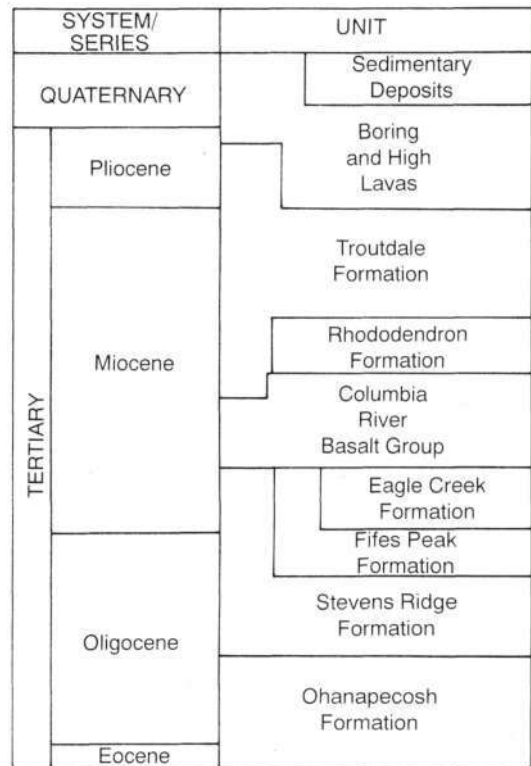 SYSTEM/
SERIES
UNIT
QUATERNARY
Sedimentary
Deposits
TERTIARY
Pliocene
Boring
and High
Lavas
Miocene
Troutdale
Formation
Rhododendron
Formation
Columbia
River
Basalt Group
Eagle Creek
Formation
Fifes Peak
Formation
Oligocene
Stevens Ridge
Formation
Ohanapecosh
Formation
Eocene